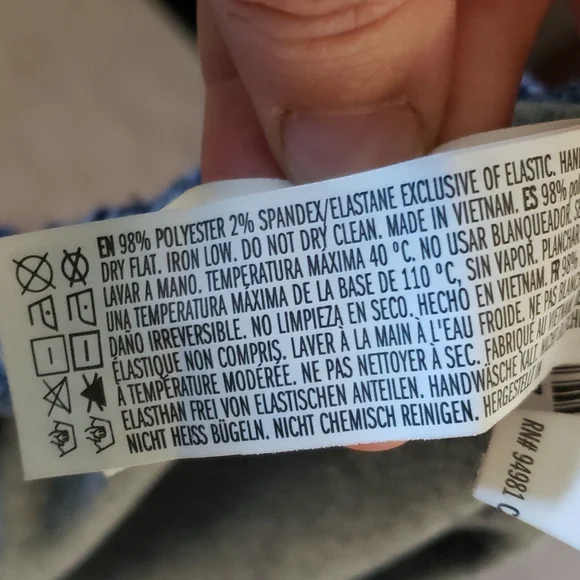 EN 98% POLYESTER 2% SPANDEX/ELASTANE EXCLUSIVE OF ELASTIC.
DRY FLAT. IRON LOW. DO NOT DRY CLEAN. MADE IN VIETNAM. ES 98%
LAVAR A MANO. TEMPERATURA MÁXIMA 40 °C. NO USAR BLANQUEADOR.
UNA TEMPERATURA MÁXIMA DE LA BASE DE 110 °C, SIN VAPOR.
DAÑO IRREVERSIBLE. NO LIMPIEZA EN SECO. HECHO EN VIETNAM. FR 98%
ÉLASTIQUE NON COMPRIS. LAVER À LA MAIN À L'EAU FROIDE. NE PAS
À TEMPÉRATURE MODÉRÉE. NE PAS NETTOYER À SEC. FABRIQUÉ AU
ELASTHAN FREI VON ELASTISCHEN ANTEILEN. HANDWÄSCHE KALT.
NICHT HEISS BÜGELN. NICHT CHEMISCH REINIGEN. HERGESTELLT IN
RN# 94981